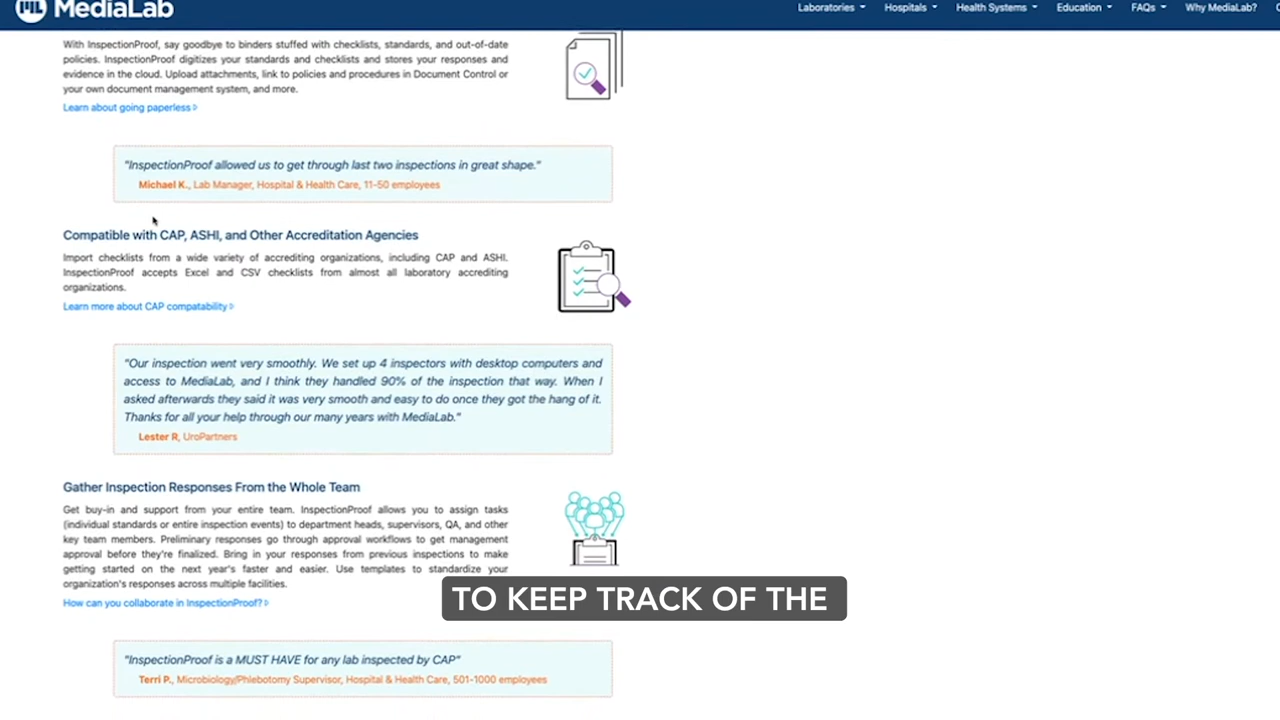 MediaLab
Laboratories Hospitals Health Systems Education FAQs Why MediaLab?
With InspectionProof, say goodbye to binders stuffed with checklists, standards, and out-of-date
policies. InspectionProof digitizes your standards and checklists and stores your responses and
evidence in the cloud. Upload attachments, link to policies and procedures in Document Control or
your own document management system, and more.
Learn about going paperless
"InspectionProof allowed us to get through last two inspections in great shape."
Michael K., Lab Manager, Hospital & Health Care, 11-50 employees
Compatible with CAP, ASHI, and Other Accreditation Agencies
Import checklists from a wide variety of accrediting organizations, including CAP and ASHI.
InspectionProof accepts Excel and CSV checklists from almost all laboratory accrediting
organizations.
Learn more about CAP compatability
"Our inspection went very smoothly. We set up 4 inspectors with desktop computers and
access to MediaLab, and I think they handled 90% of the inspection that way. When I
asked afterwards they said it was very smooth and easy to do once they got the hang of it.
Thanks for all your help through our many years with MediaLab."
Lester R, UroPartners
Gather Inspection Responses From the Whole Team
Get buy-in and support from your entire team. InspectionProof allows you to assign tasks
(individual standards or entire inspection events) to department heads, supervisors, QA, and other
key team members. Preliminary responses go through approval workflows to get management
approval before they're finalized. Bring in your responses from previous inspections to make
getting started on the next year's faster and easier. Use templates to standardize your
organization's responses across multiple facilities.
How can you collaborate in InspectionProof?
TO KEEP TRACK OF THE
"InspectionProof is a MUST HAVE for any lab inspected by CAP"
Terri P., Microbiology/Phlebotomy Supervisor, Hospital & Health Care, 501-1000 employees